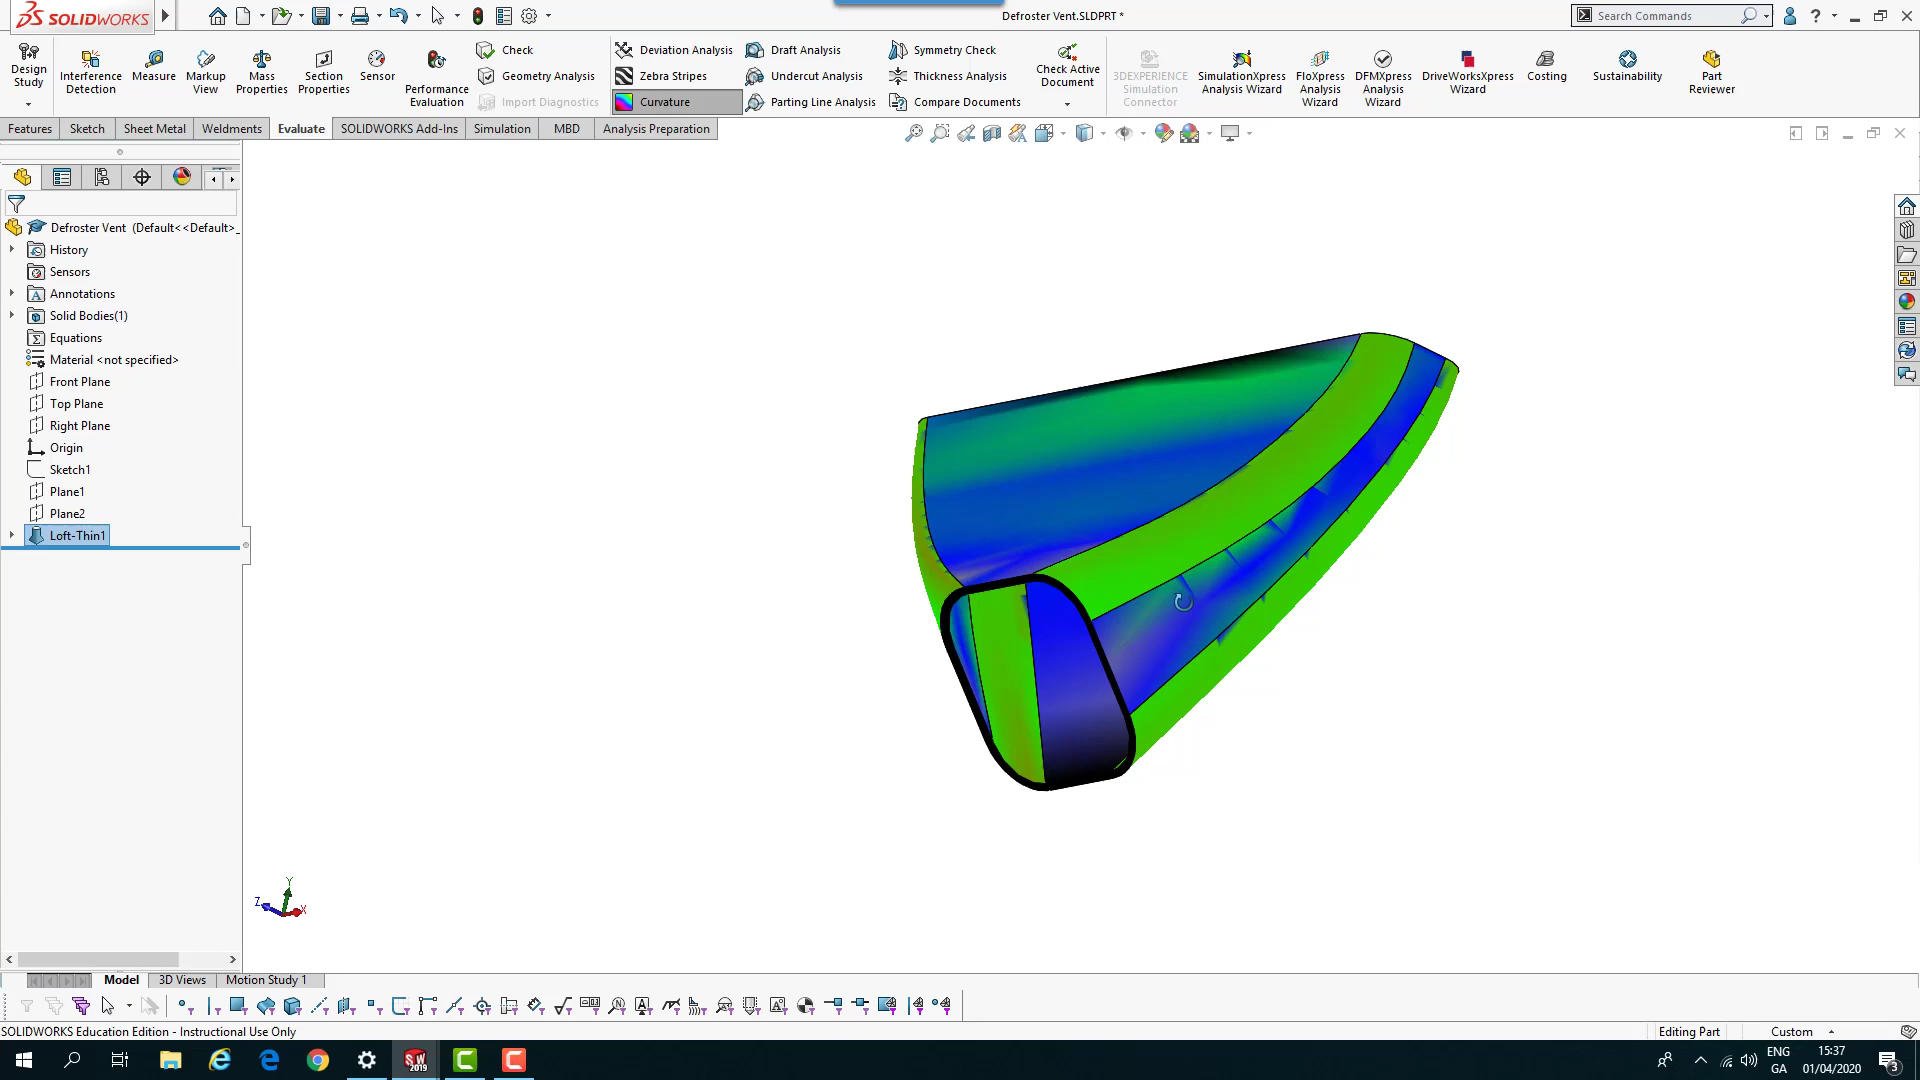 SOLIDWORKS
Defroster Vent.SLDPRT *
Search Commands
Design Study
Interference Detection
Measure
Markup View
Mass Properties
Section Properties
Sensor
Performance Evaluation
Check
Geometry Analysis
Import Diagnostics
Deviation Analysis
Zebra Stripes
Curvature
Draft Analysis
Undercut Analysis
Parting Line Analysis
Symmetry Check
Thickness Analysis
Compare Documents
Check Active Document
3DEXPERIENCE Simulation Connector
SimulationXpress Analysis Wizard
FloXpress Analysis Wizard
DFMXpress Analysis Wizard
DriveWorksXpress Wizard
Costing
Sustainability
Part Reviewer
Features
Sketch
Sheet Metal
Weldments
Evaluate
SOLIDWORKS Add-Ins
Simulation
MBD
Analysis Preparation
Defroster Vent (Default<<Default>_
History
Sensors
Annotations
Solid Bodies(1)
Equations
Material <not specified>
Front Plane
Top Plane
Right Plane
Origin
Sketch1
Plane1
Plane2
Loft-Thin1
Y
Z
X
Model
3D Views
Motion Study 1
SOLIDWORKS Education Edition - Instructional Use Only
Editing Part
Custom
SW
2019
ENG
GA
15:37
01/04/2020
3